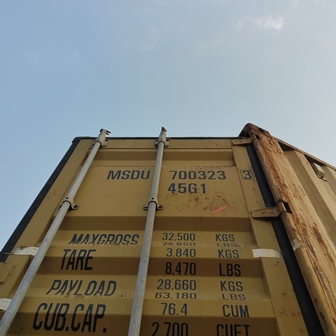 MSDU 700323 3
45G1
MAXGROSS 32.500 KGS
LBS
TARE 3.840 KGS
8.470 LBS
PAYLOAD 28.660 KGS
63.180 LBS
CUB.CAP. 76.4 CUM
2.700 CUFT